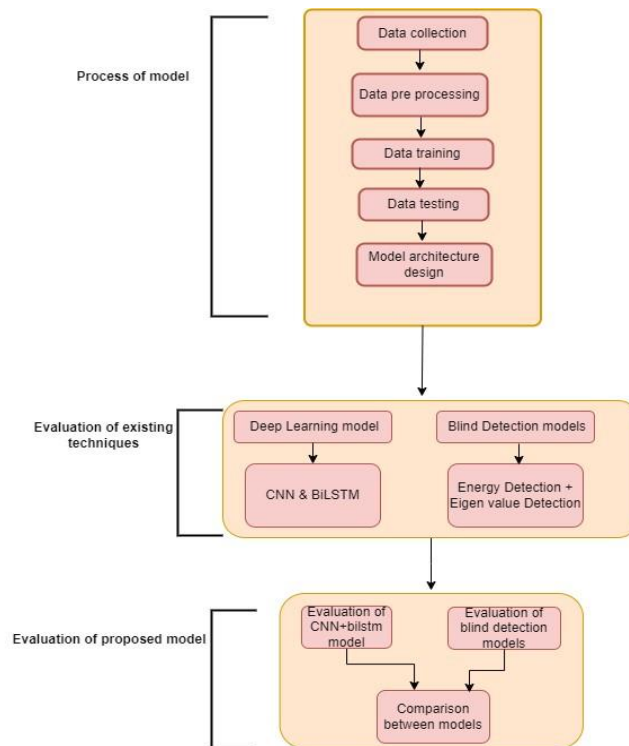 Process of model
Data collection
Data pre processing
Data training
Data testing
Model architecture
design
Evaluation of existing
techniques
Deep Learning model
Blind Detection models
CNN & BiLSTM
Energy Detection +
Eigen value Detection
Evaluation of proposed model
Evaluation of
CNN+bilstm
model
Evaluation of
blind detection
models
Comparison
between models